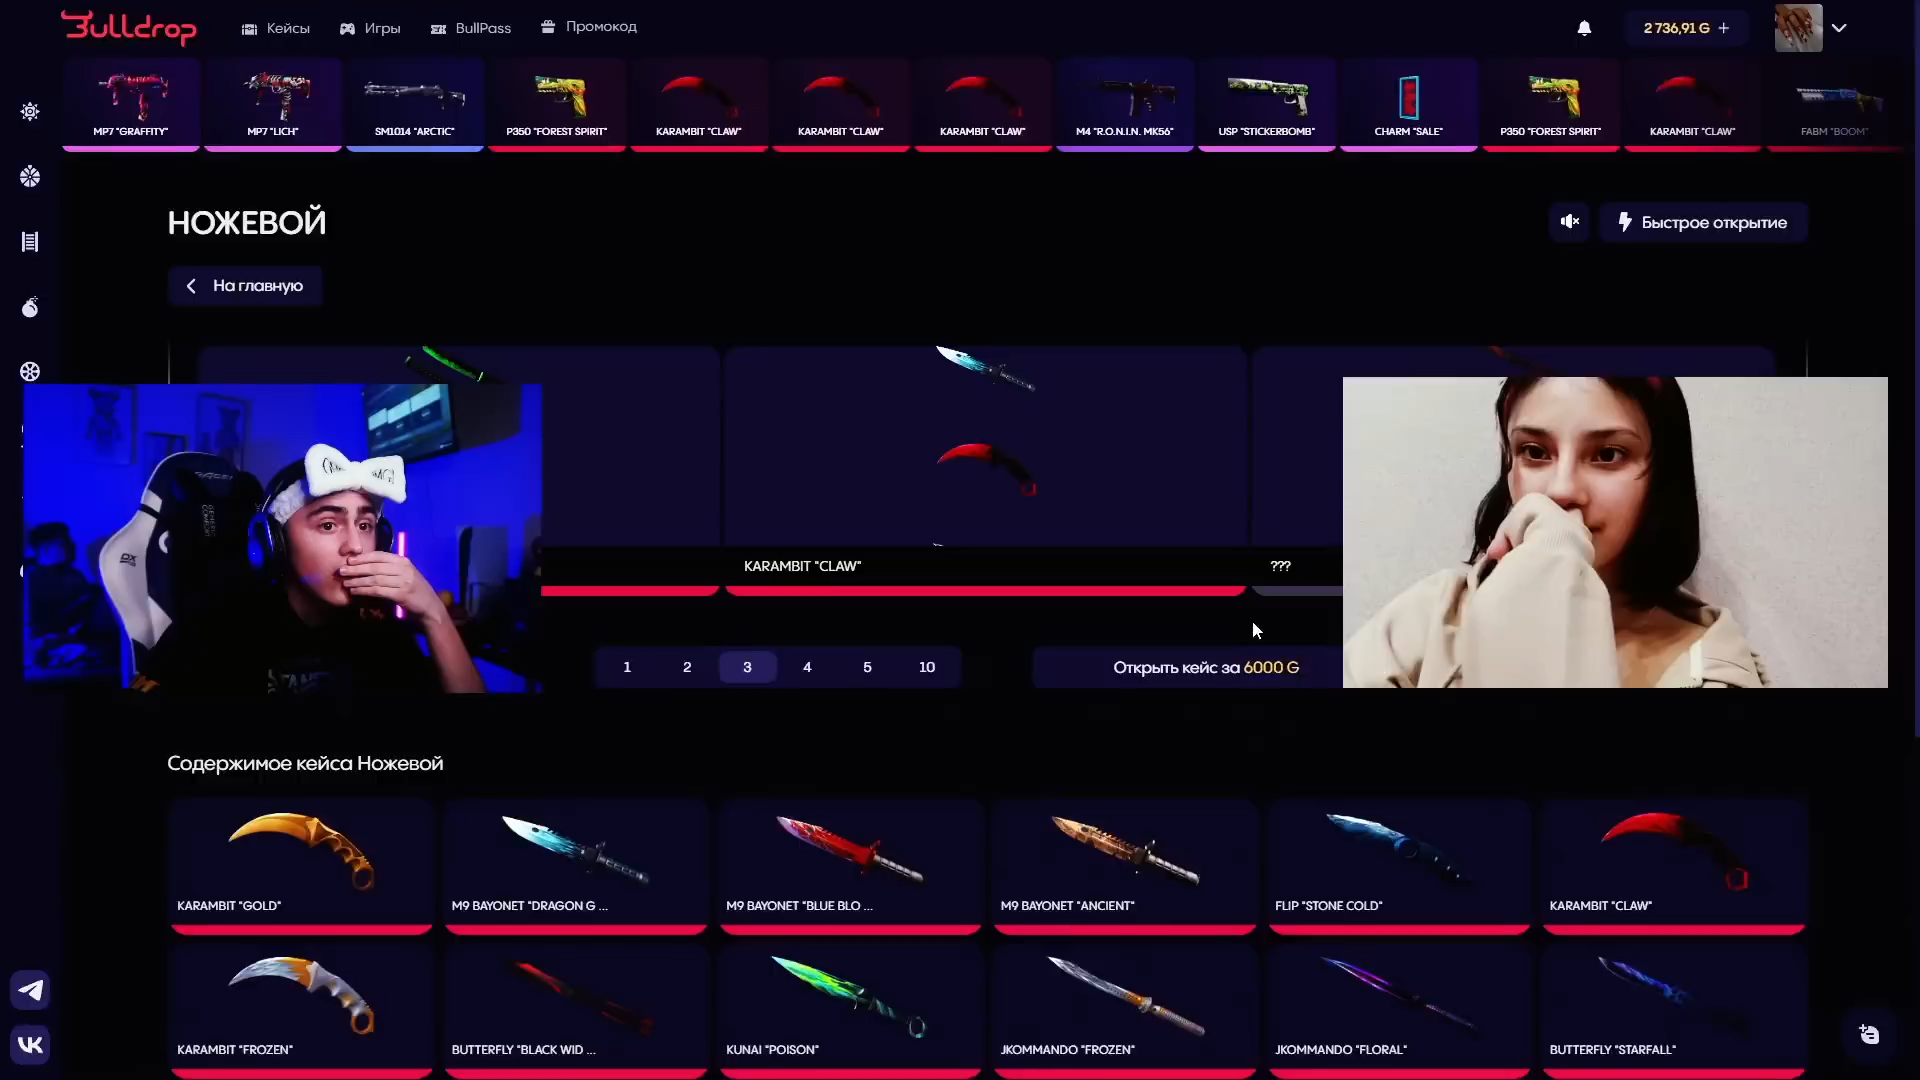 Bulldrop
Кейсы
Игры
BullPass
Промокод
2 736,91 G +
MP7 "GRAFFITY"
MP7 "LICH"
SM1014 "ARCTIC"
P350 "FOREST SPIRIT"
KARAMBIT "CLAW"
KARAMBIT "CLAW"
KARAMBIT "CLAW"
M4 "R.O.N.I.N. MK56"
USP "STICKERBOMB"
CHARM "SALE"
P350 "FOREST SPIRIT"
KARAMBIT "CLAW"
FABM "BOOM"
НОЖЕВОЙ
Быстрое открытие
На главную
KARAMBIT "CLAW"
???
1 2 3 4 5 10
Открыть кейс за 6000 G
Содержимое кейса Ножевой
KARAMBIT "GOLD"
M9 BAYONET "DRAGON G ...
M9 BAYONET "BLUE BLO ...
M9 BAYONET "ANCIENT"
FLIP "STONE COLD"
KARAMBIT "CLAW"
KARAMBIT "FROZEN"
BUTTERFLY "BLACK WID ...
KUNAI "POISON"
JKOMMANDO "FROZEN"
JKOMMANDO "FLORAL"
BUTTERFLY "STARFALL"